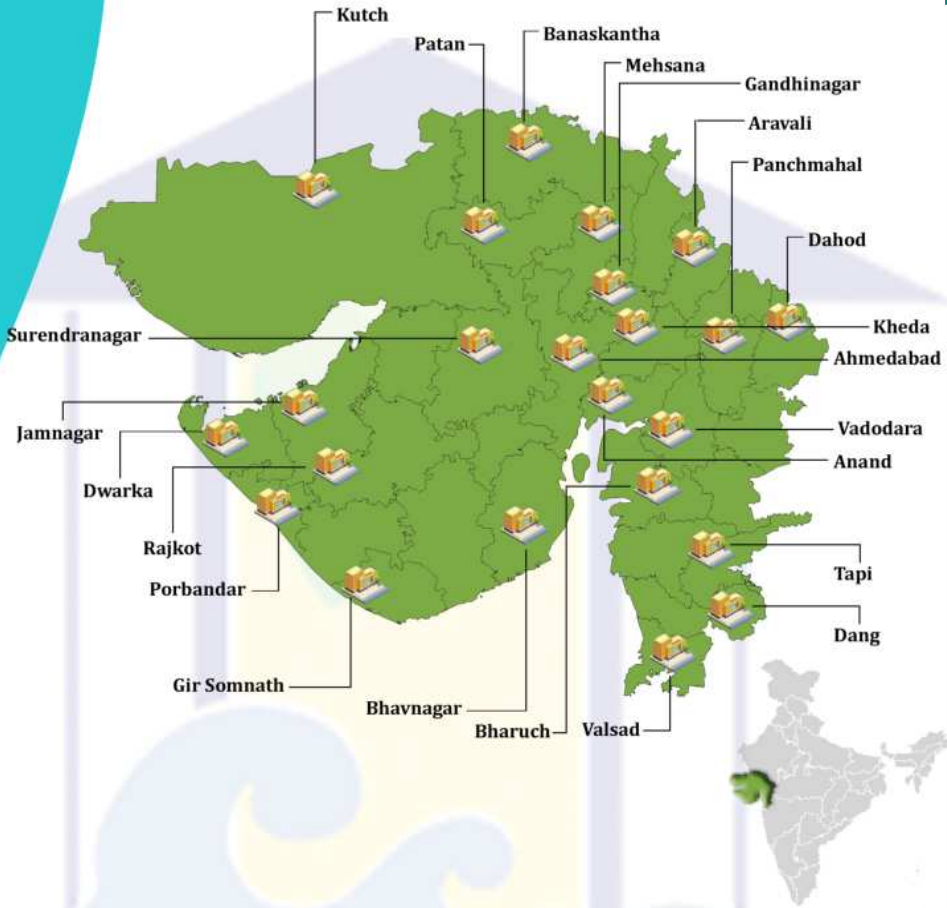 Kutch
Patan
Banaskantha
Mehsana
Gandhinagar
Aravali
Panchmahal
Dahod
Surendranagar
Kheda
Ahmedabad
Jamnagar
Vadodara
Anand
Dwarka
Rajkot
Porbandar
Tapi
Dang
Gir Somnath
Bhavnagar
Bharuch
Valsad